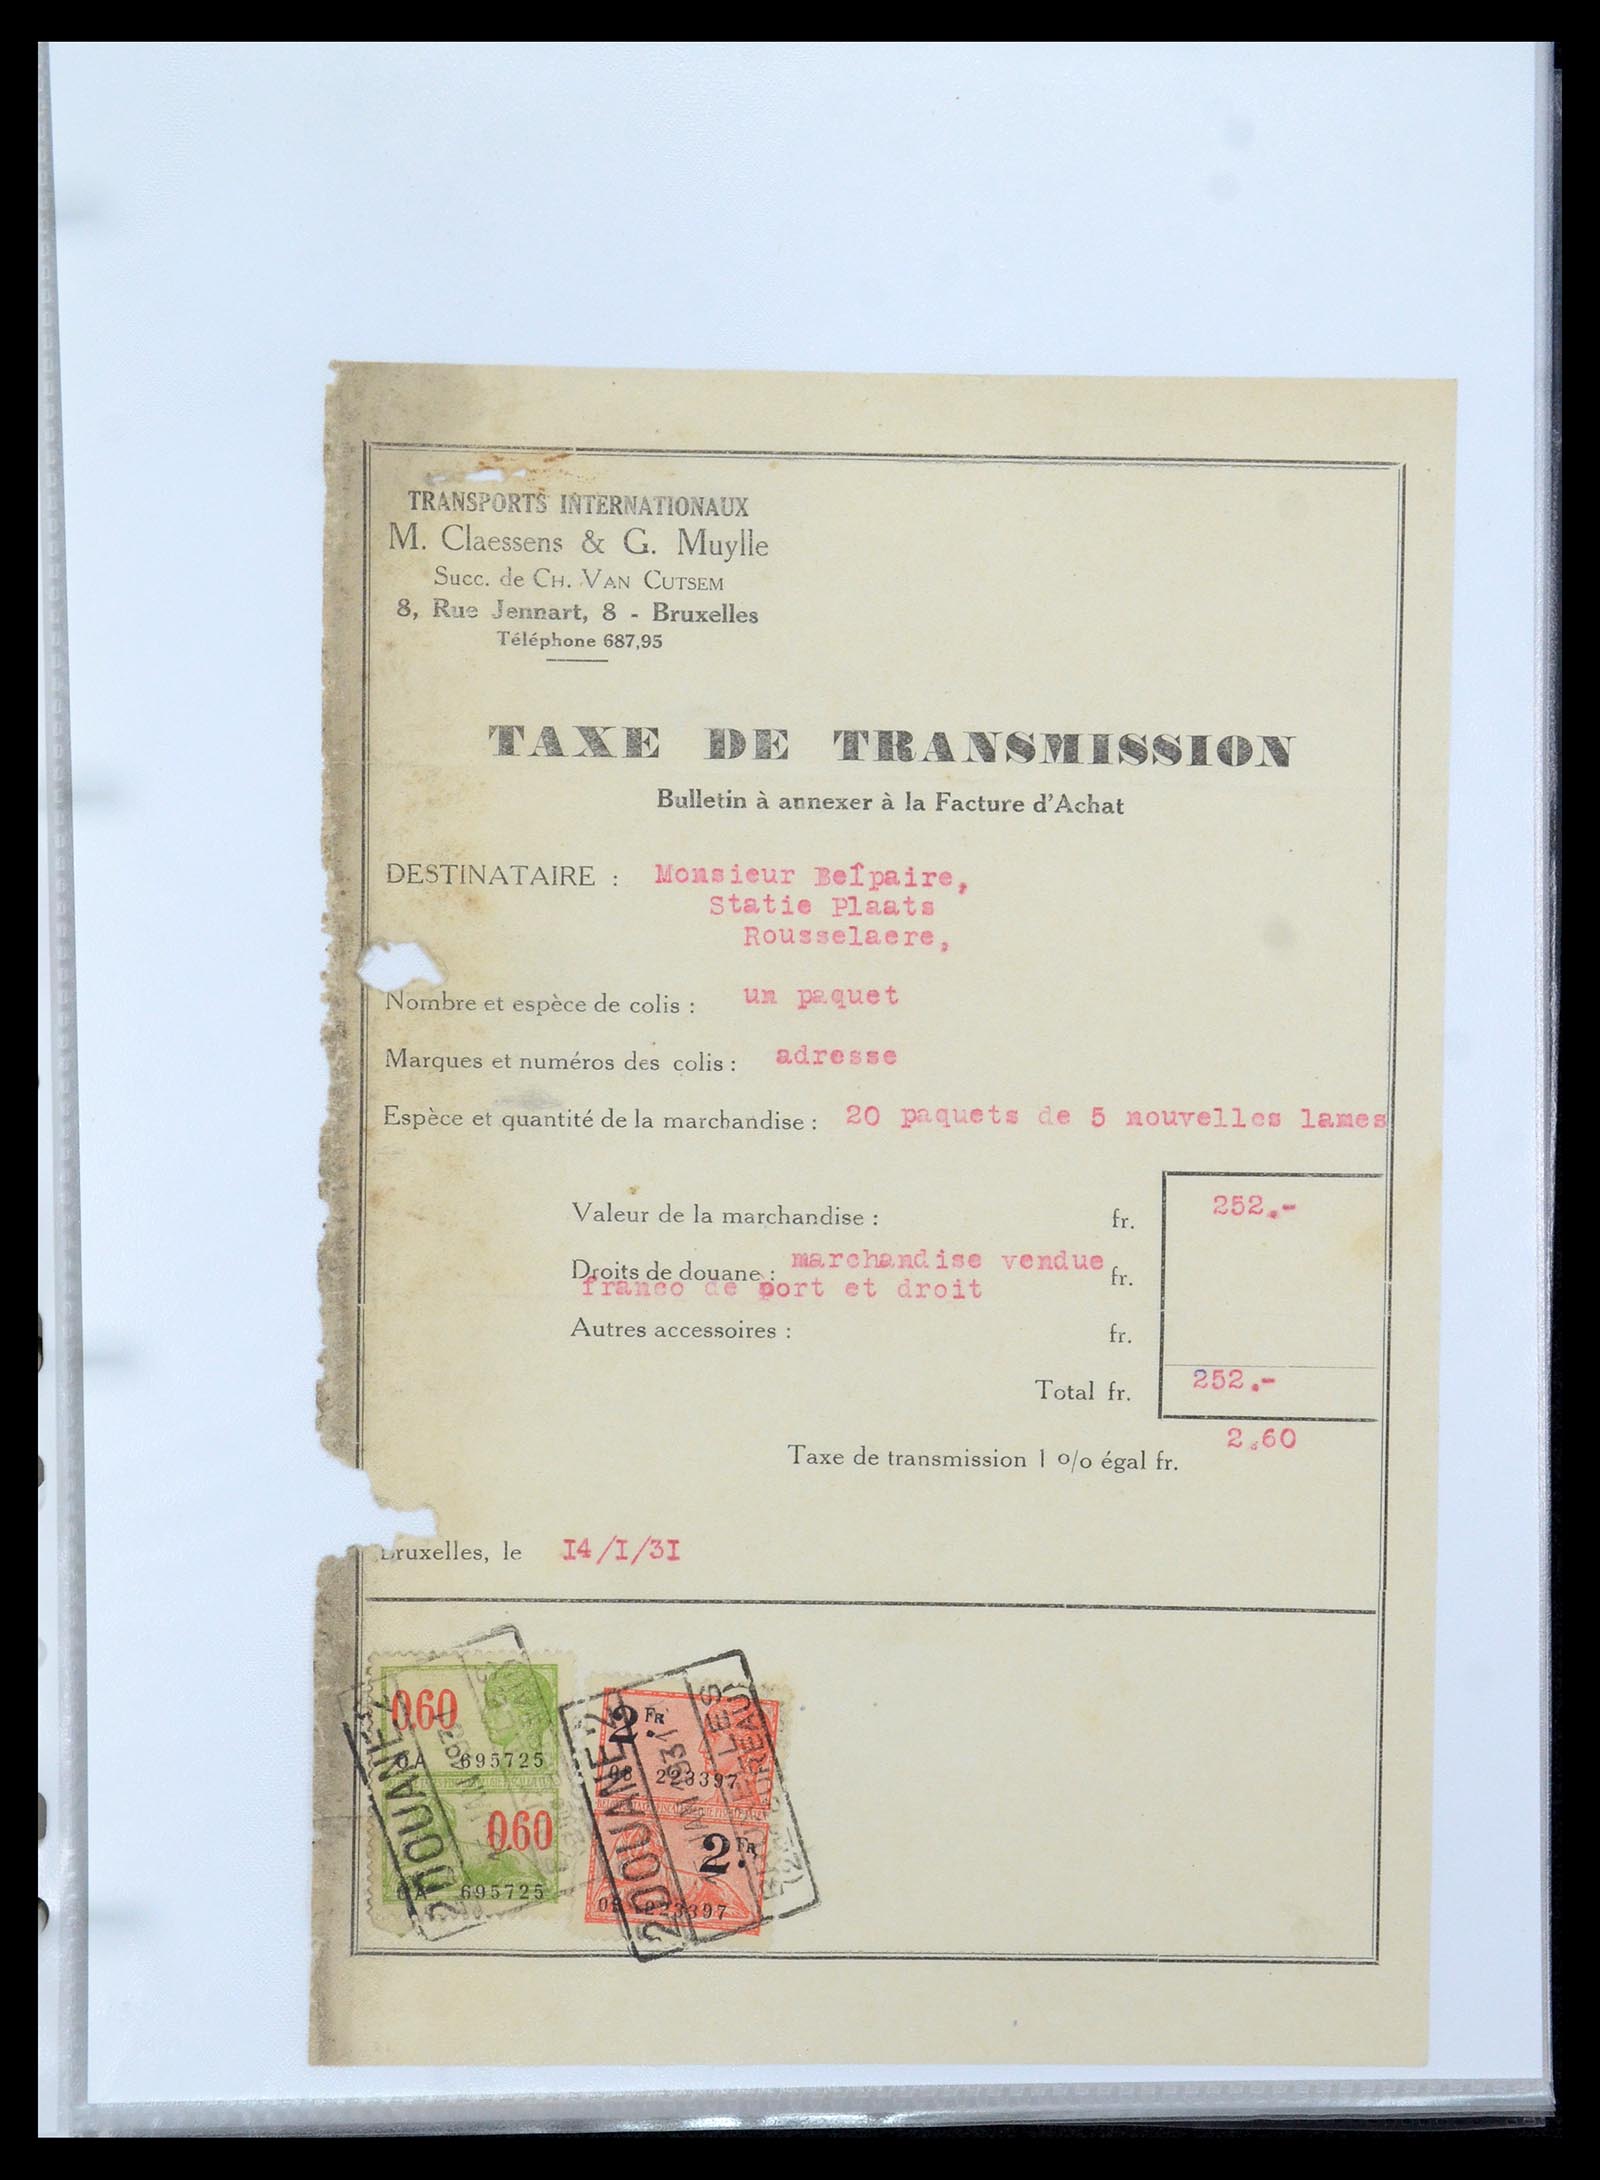 TRANSPORTS INTERNATIONAUX
M. Claessens & G. Muylle
Succ. de CH. VAN CUTSEM
8, Rue Jennart, 8 - Bruxelles
Téléphone 687,95
TAXE DE TRANSMISSION
Bulletin à annexer à la Facture d'Achat
DESTINATAIRE : Monsieur Belpaire,
Statie Plaats
Rousselaere,
Nombre et espèce de colis : un paquet
Marques et numéros des colis : adresse
Espèce et quantité de la marchandise : 20 paquets de 5 nouvelles lames
Valeur de la marchandise : fr. 252.-
Droits de douane : marchandise vendue fr.
franco de port et droit
Autres accessoires : fr.
Total fr. 252.-
Taxe de transmission 1 o/o égal fr. 2.60
Bruxelles, le 14/I/31
0.60
OA 695725
0.60
OA 695725
2 FR
223397
2 FR
223397
DOUANE
DOUANE